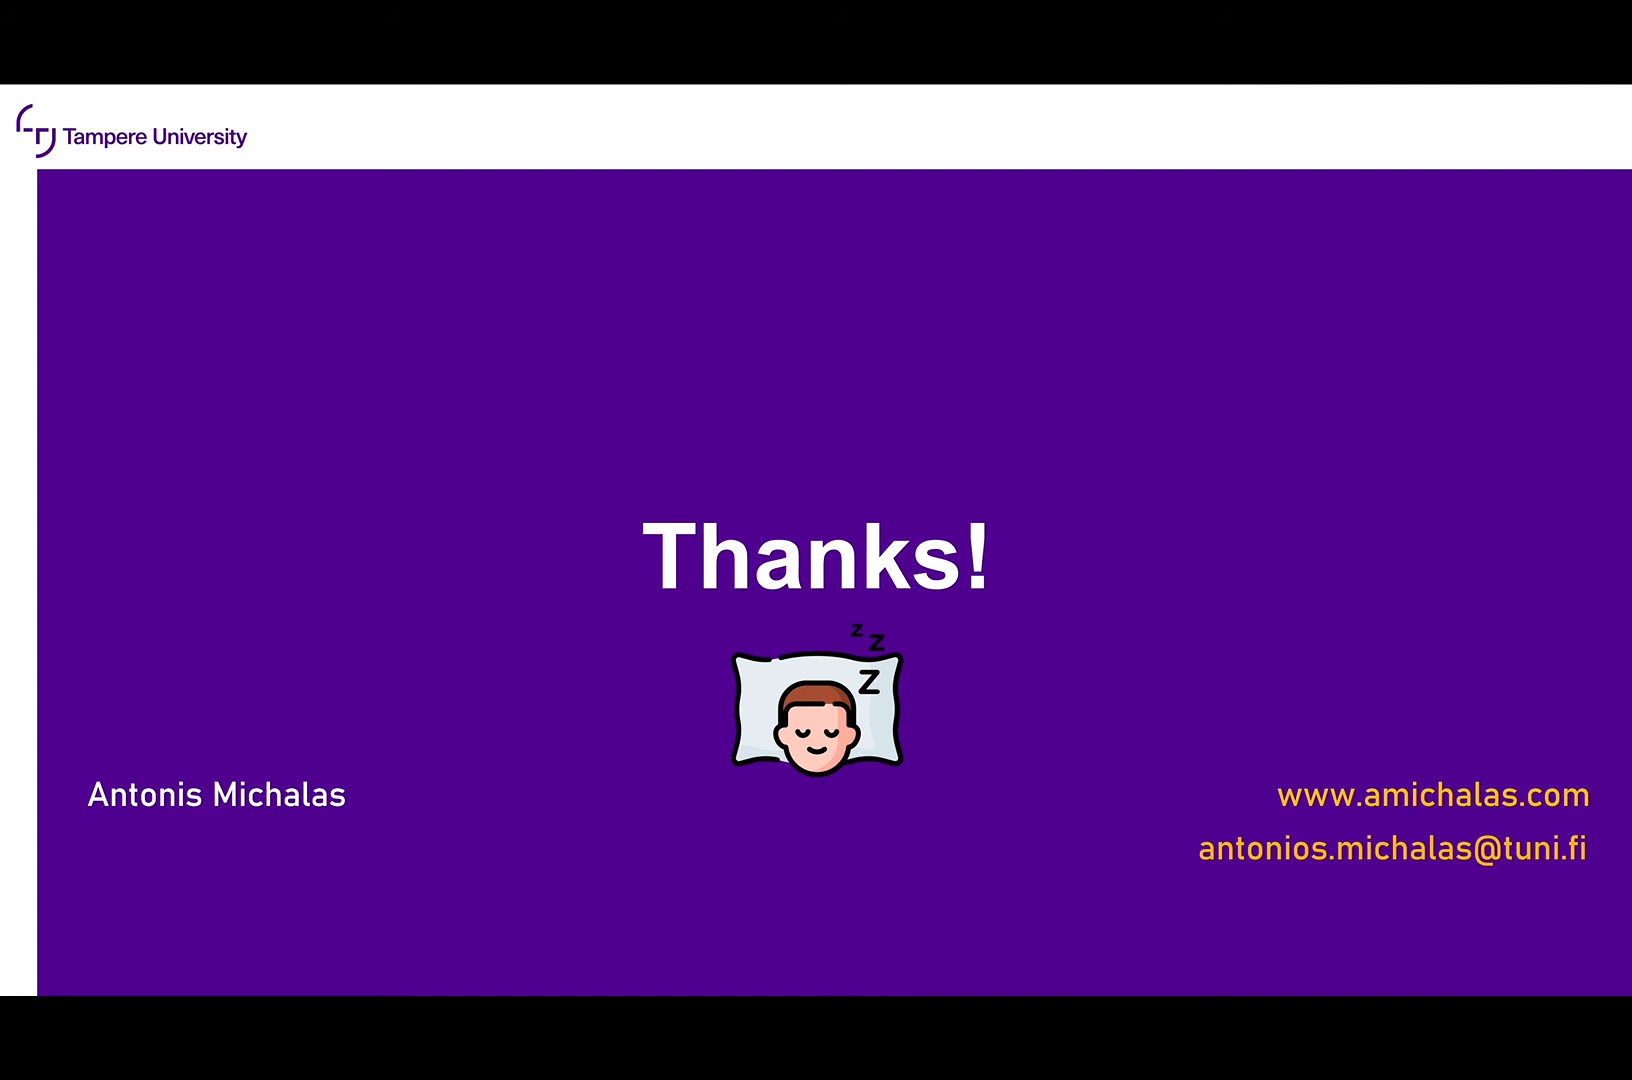 Tampere University
Thanks!
z
z
Z
Antonis Michalas
www.amichalas.com
antonios.michalas@tuni.fi